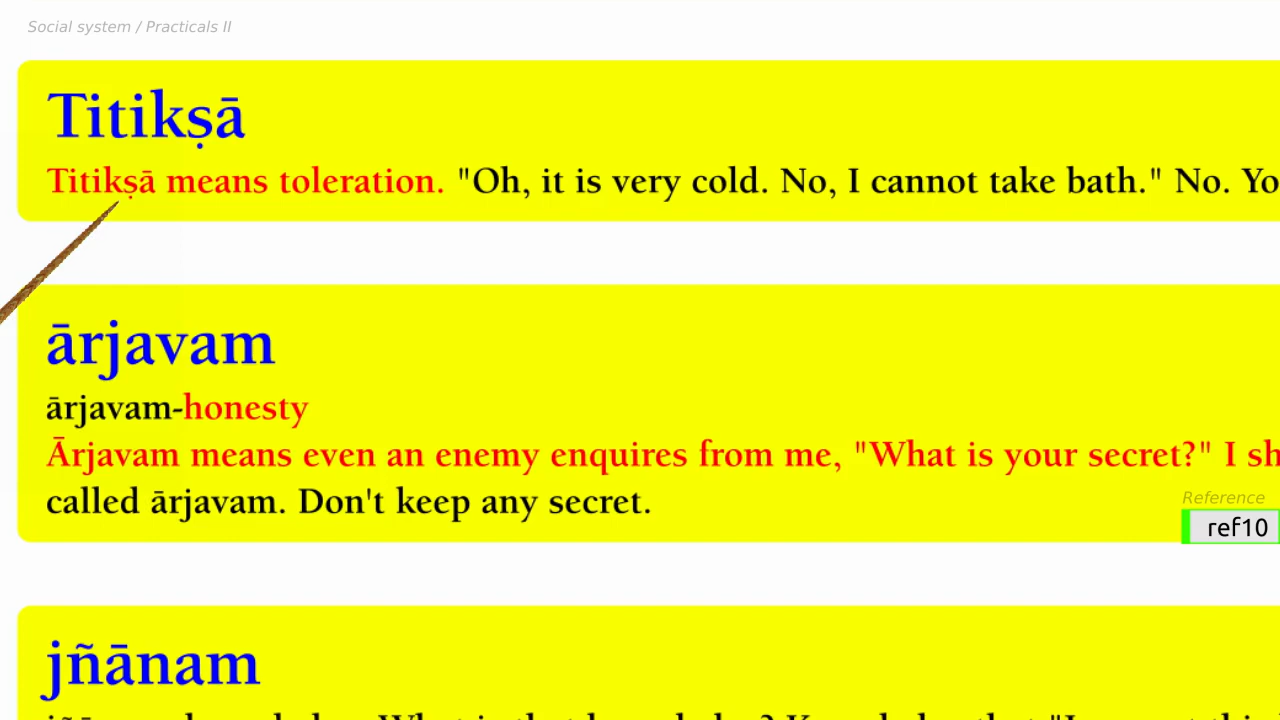 Social system / Practicals II
Titikṣā
Titikṣā means toleration. "Oh, it is very cold. No, I cannot take bath." No.
ārjavam
ārjavam-honesty
Ārjavam means even an enemy enquires from me, "What is your secret?" I
called ārjavam. Don't keep any secret.
Reference
ref10
jñānam